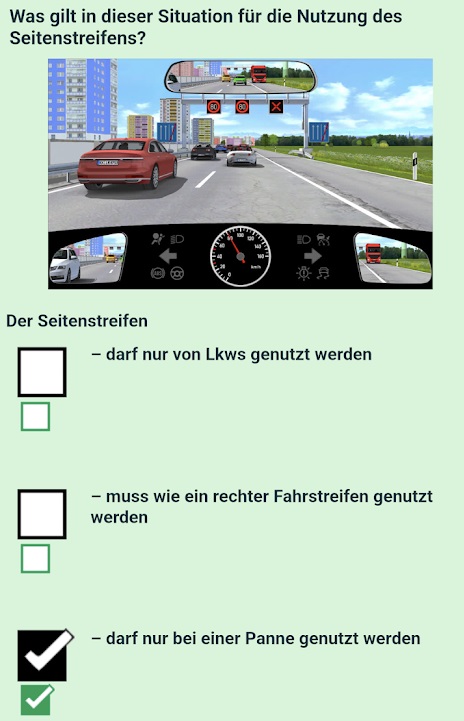 Was gilt in dieser Situation für die Nutzung des
Seitenstreifens?
80 80
Der Seitenstreifen
– darf nur von Lkws genutzt werden
– muss wie ein rechter Fahrstreifen genutzt
werden
– darf nur bei einer Panne genutzt werden